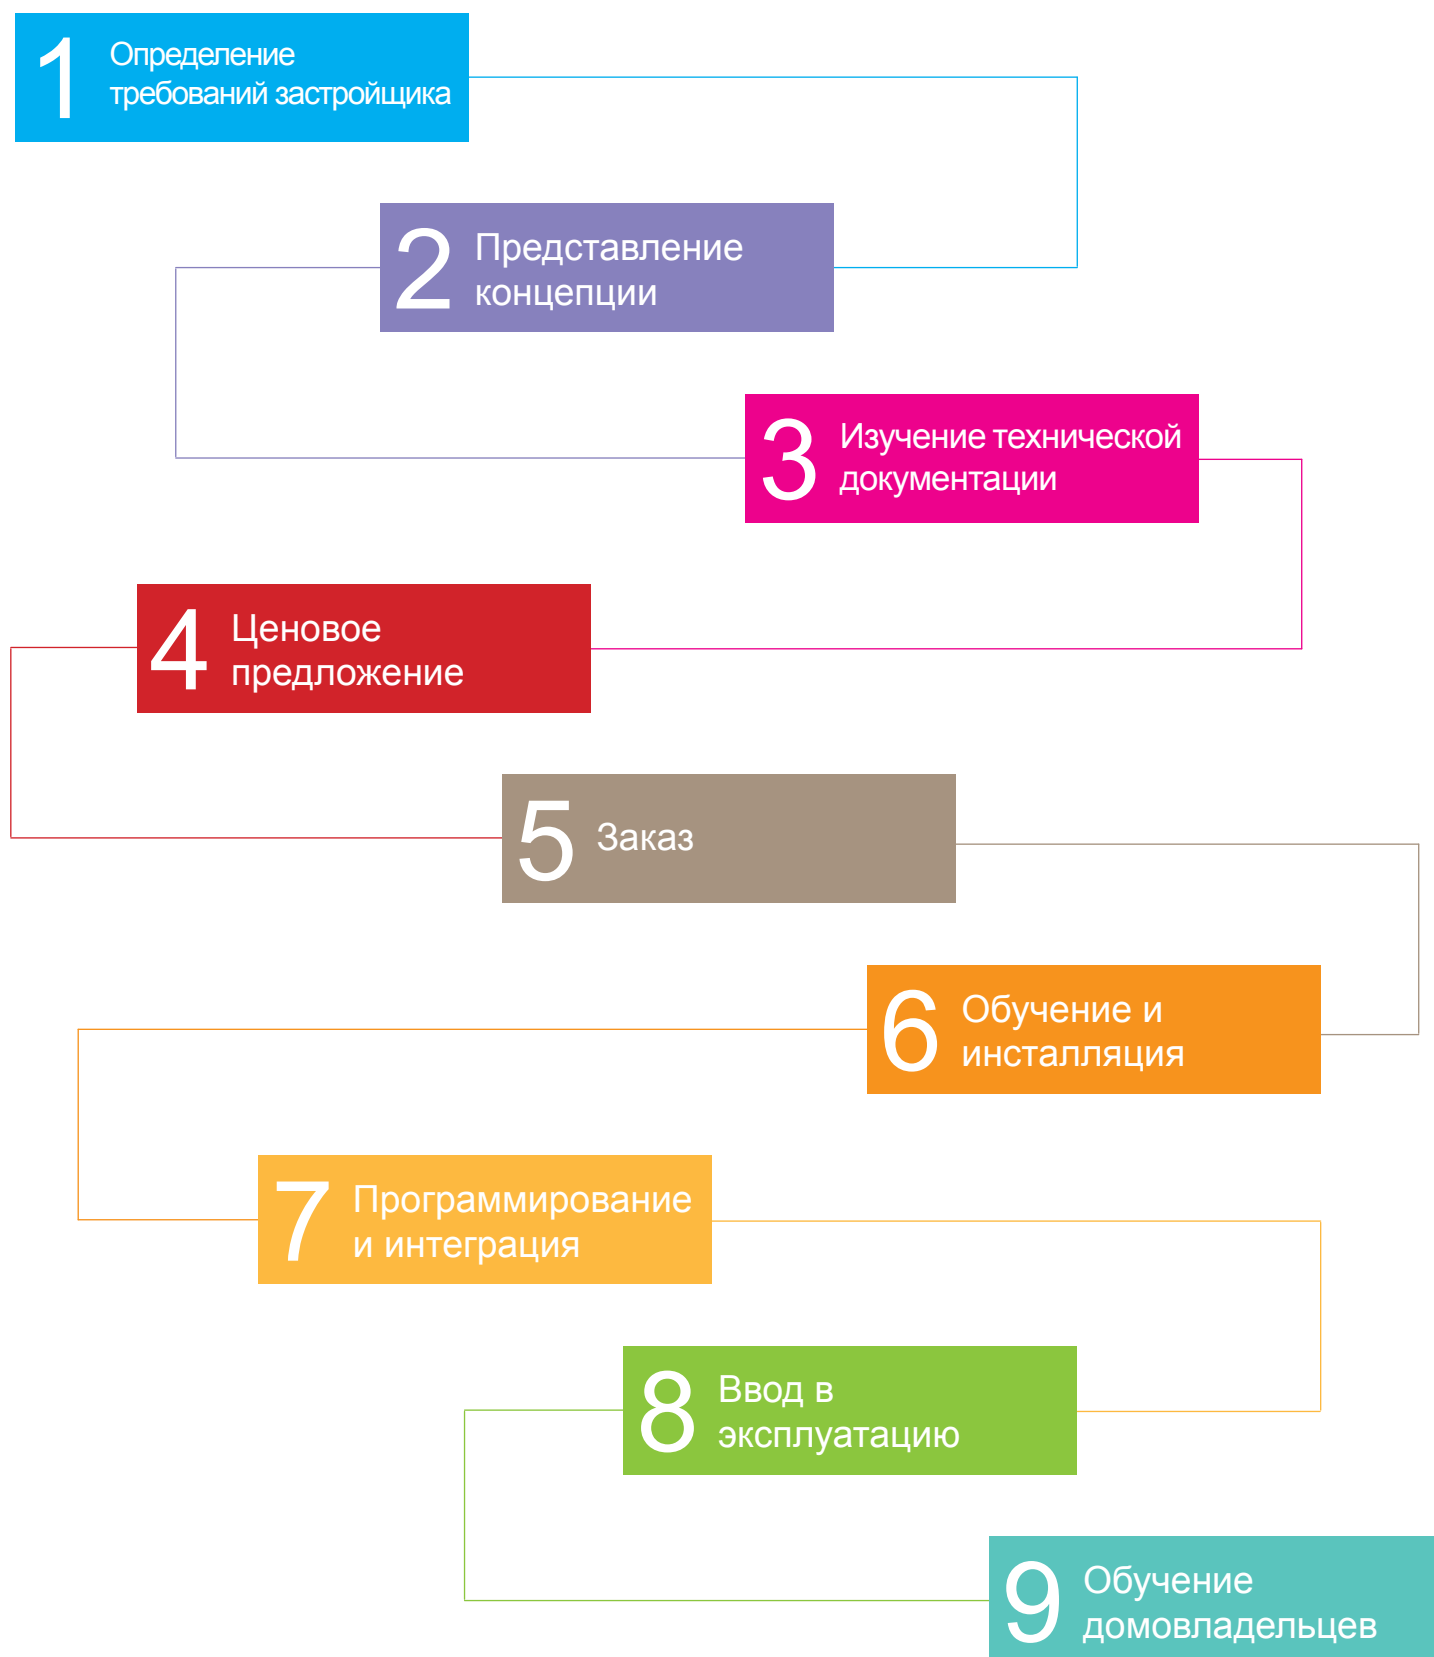 1 Определение
требований застройщика
2 Представление
концепции
3 Изучение технической
документации
4 Ценовое
предложение
5 Заказ
6 Обучение и
инсталляция
7 Программирование
и интеграция
8 Ввод в
эксплуатацию
9 Обучение
домовладельцев